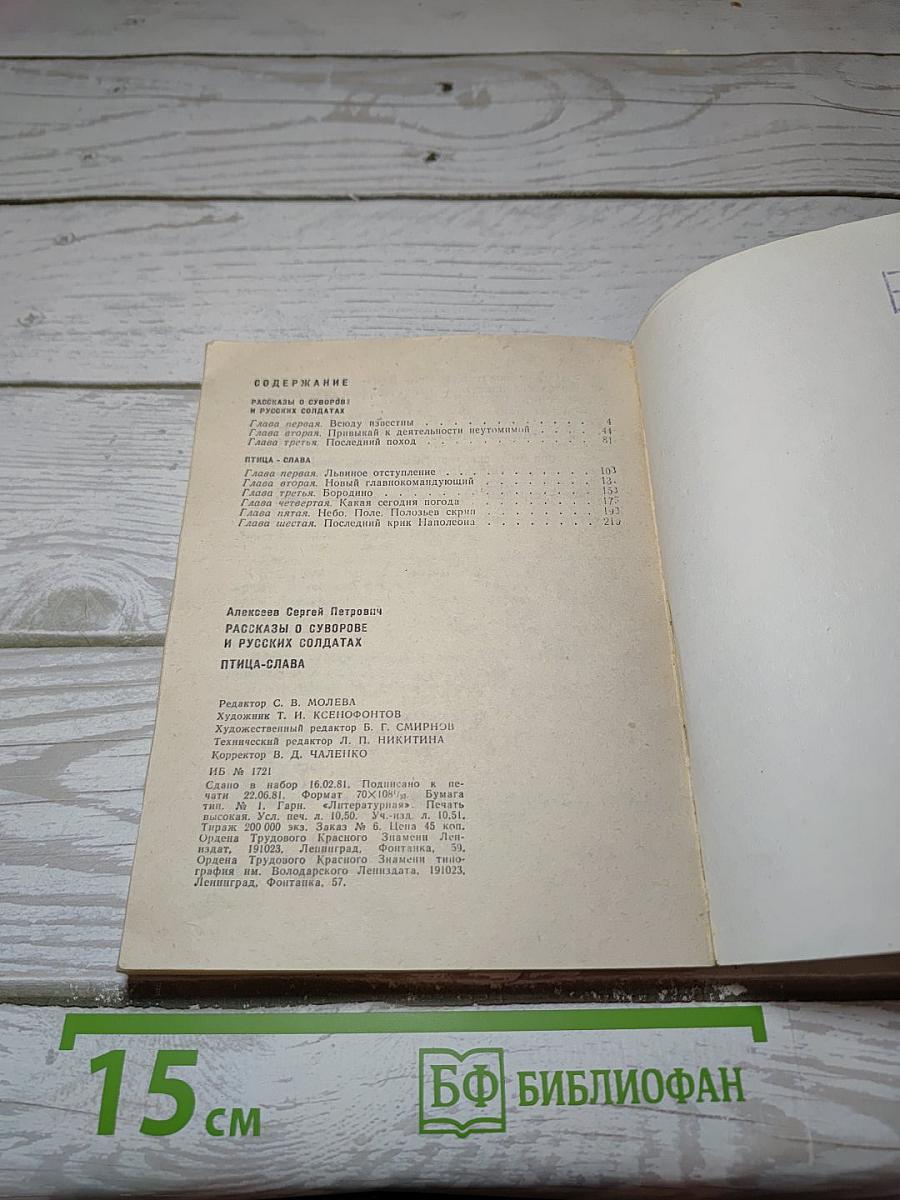 СОДЕРЖАНИЕ
РАССКАЗЫ О СУВОРОВЕ
И РУССКИХ СОЛДАТАХ
Глава первая. Всюду известны . . . . . . . . . . . . 4
Глава вторая. Привыкай к деятельности неутомимой . . . . 44
Глава третья. Последний поход . . . . . . . . . . . . 81
ПТИЦА-СЛАВА
Глава первая. Львиное отступление . . . . . . . . . . 103
Глава вторая. Новый главнокомандующий . . . . . . . .
Глава третья. Бородино . . . . . . . . . . . . . . 153
Глава четвертая. Какая сегодня погода . . . . . . . .
Глава пятая. Небо. Поле. Полозьев скрип . . . . . . . 193
Глава шестая. Последний крик Наполеона . . . . . . .
Алексеев Сергей Петрович
РАССКАЗЫ О СУВОРОВЕ
И РУССКИХ СОЛДАТАХ
ПТИЦА-СЛАВА
Редактор С. В. МОЛЕВА
Художник Т. И. КСЕНОФОНТОВ
Художественный редактор Б. Г. СМИРНОВ
Технический редактор Л. П. НИКИТИНА
Корректор В. Д. ЧАЛЕНКО
ИБ № 1721
Сдано в набор 16.02.81. Подписано к пе-
чати 22.06.81. Формат 70×108¹/₃₂. Бумага
тип. № 1. Гарн. «Литературная». Печать
высокая. Усл. печ. л. 10,50. Уч.-изд. л. 10,51.
Тираж 200 000 экз. Заказ № 6. Цена 45 коп.
Ордена Трудового Красного Знамени Лен-
издат, 191023, Ленинград, Фонтанка, 59.
Ордена Трудового Красного Знамени типо-
графия им. Володарского Лениздата, 191023,
Ленинград, Фонтанка, 57.
15 см
БФ БИБЛИОФАН